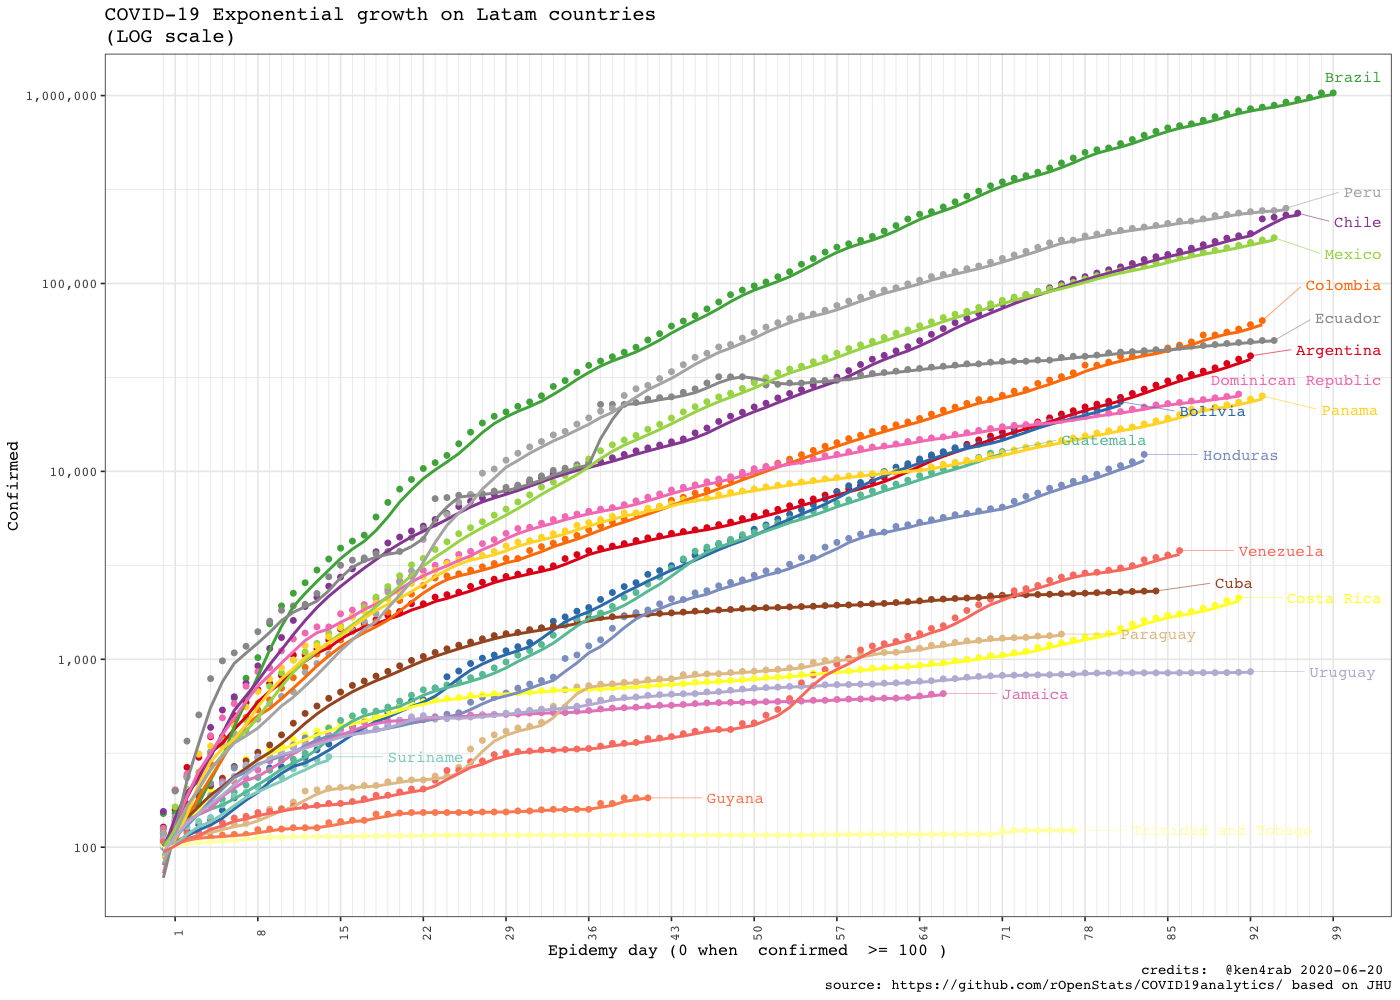 COVID-19 Exponential growth on Latam countries
(LOG scale)
Brazil
1,000,000
Peru
Chile
Mexico
100,000
Colombia
Ecuador
Argentina
Dominican Republic
Bolivia
Panama
Guatemala
Honduras
10,000
Venezuela
Cuba
Costa Rica
Paraguay
1,000
Uruguay
Jamaica
Suriname
Guyana
Trinidad and Tobago
100
Confirmed
1 8 15 22 29 36 43 50 57 64 71 78 85 92 99
Epidemy day (0 when  confirmed  >= 100 )
credits:  @ken4rab 2020-06-20
source: https://github.com/rOpenStats/COVID19analytics/ based on JHU